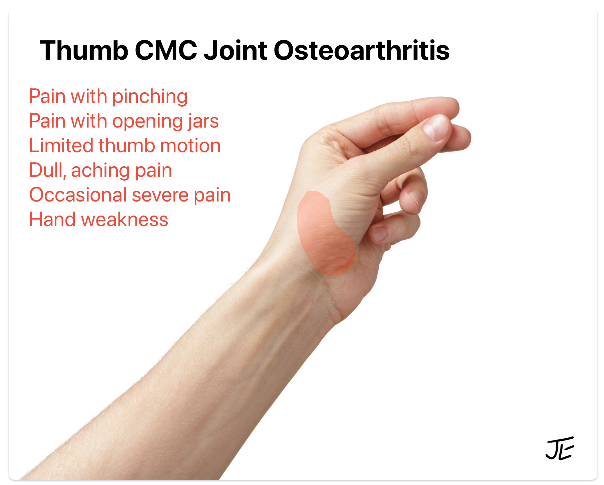 Thumb CMC Joint Osteoarthritis
Pain with pinching
Pain with opening jars
Limited thumb motion
Dull, aching pain
Occasional severe pain
Hand weakness
JE